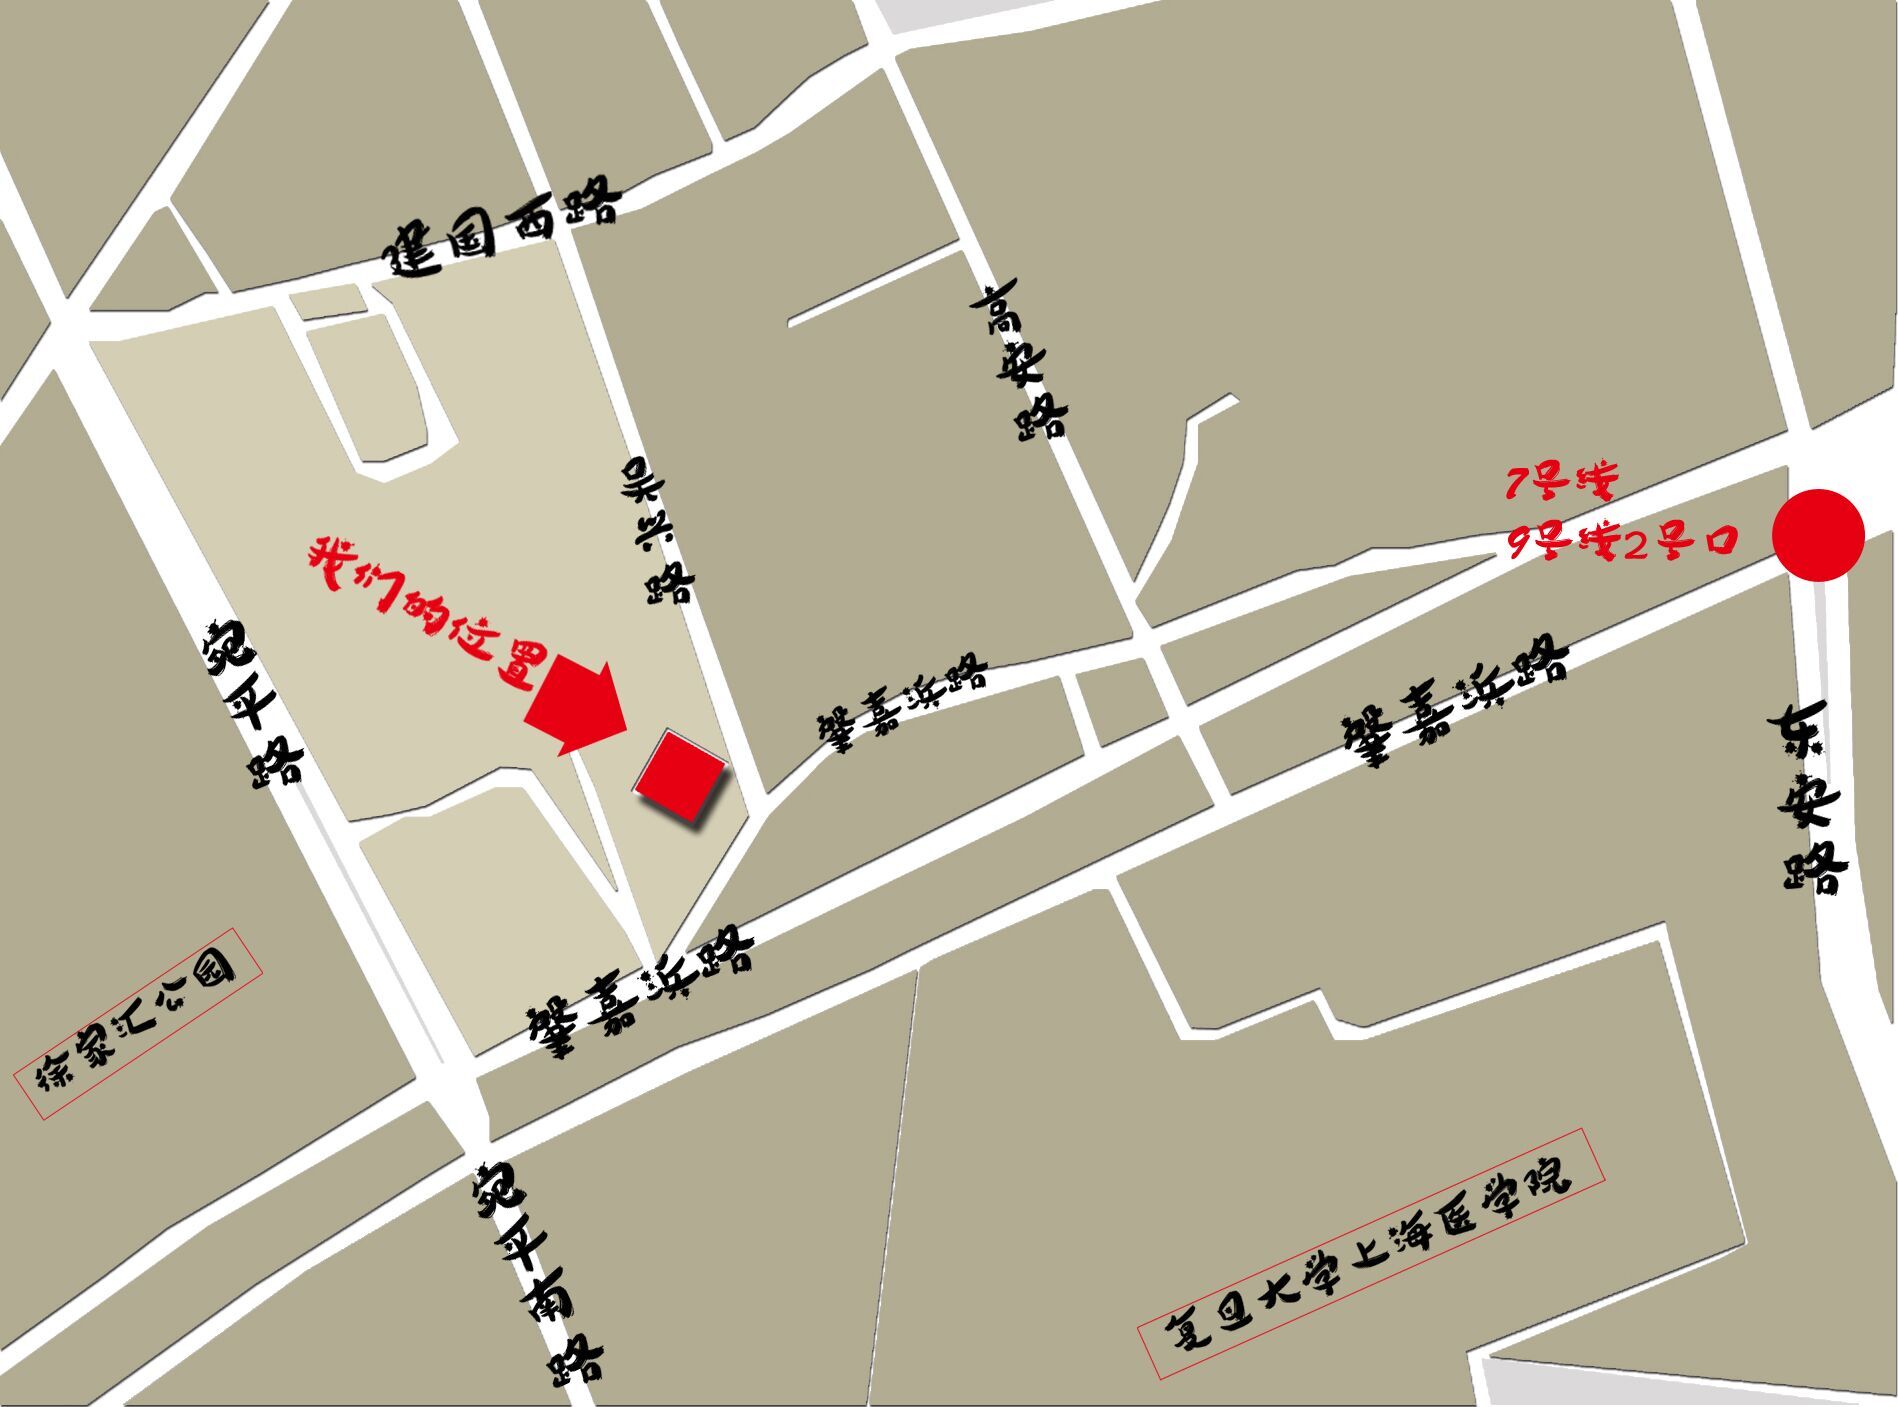 建国西路
高安路
吴兴路
7号线
9号线2号口
我们的位置
宛平路
肇嘉浜路
肇嘉浜路
东安路
肇嘉浜路
徐家汇公园
宛平南路
复旦大学上海医学院